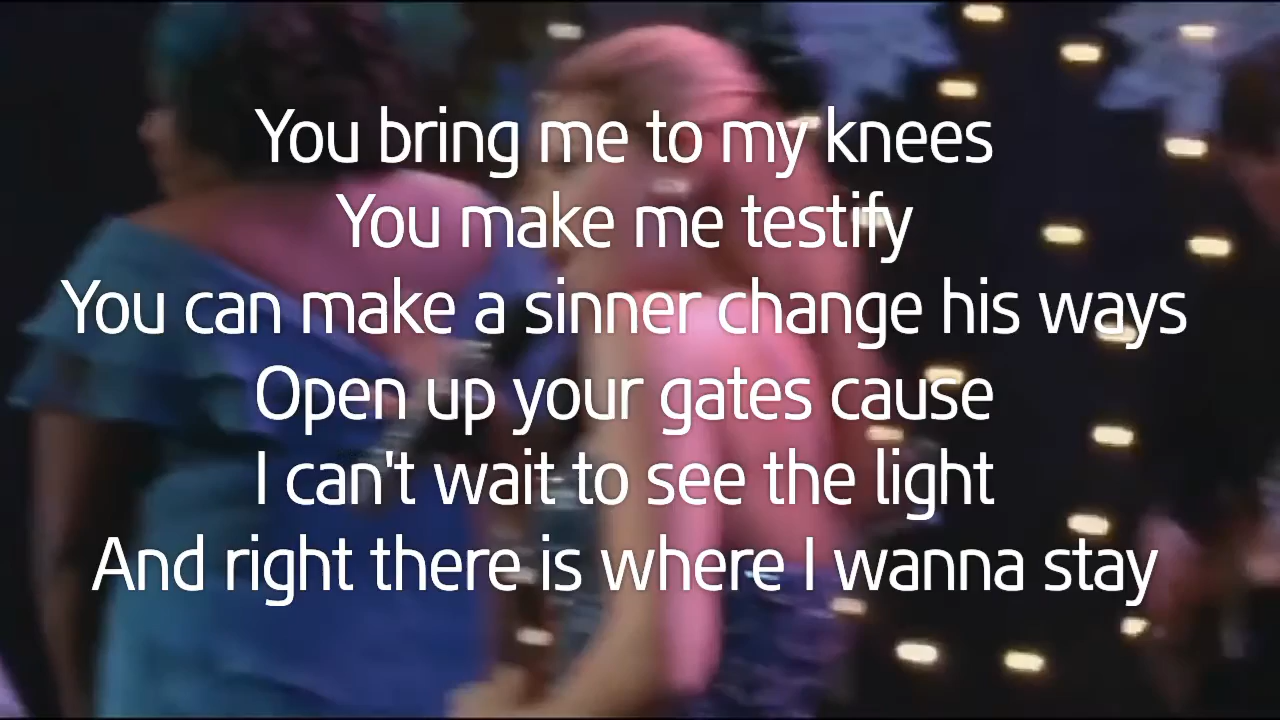 You bring me to my knees
You make me testify
You can make a sinner change his ways
Open up your gates cause
I can't wait to see the light
And right there is where I wanna stay